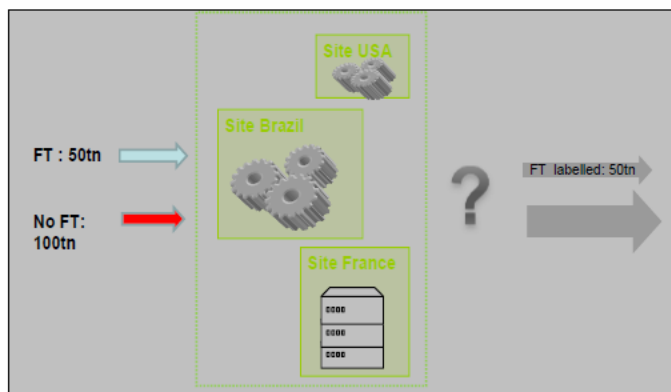 Site USA
Site Brazil
FT : 50tn
No FT:
100tn
?
FT labelled: 50tn
Site France